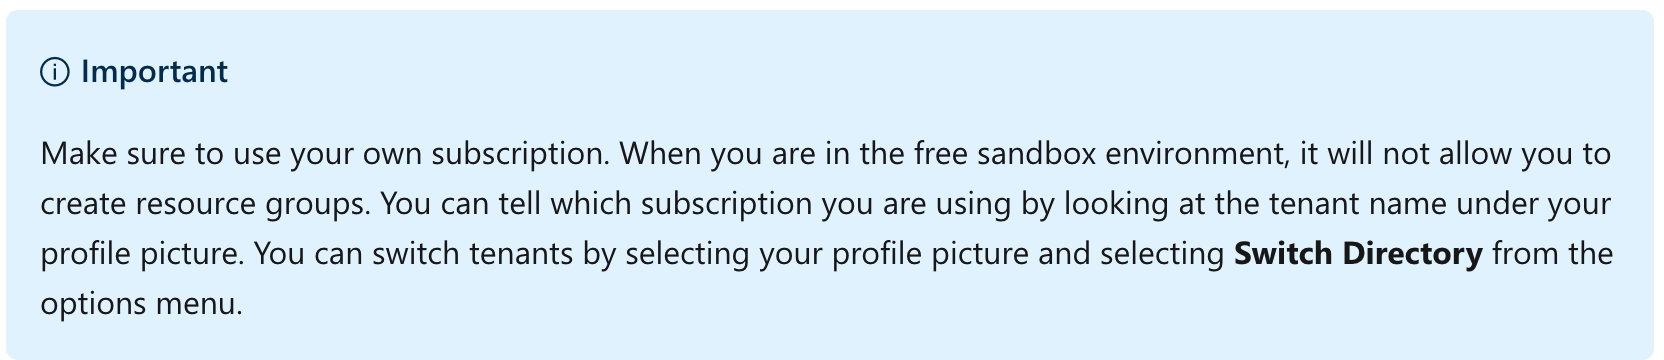 Important
Make sure to use your own subscription. When you are in the free sandbox environment, it will not allow you to
create resource groups. You can tell which subscription you are using by looking at the tenant name under your
profile picture. You can switch tenants by selecting your profile picture and selecting Switch Directory from the
options menu.